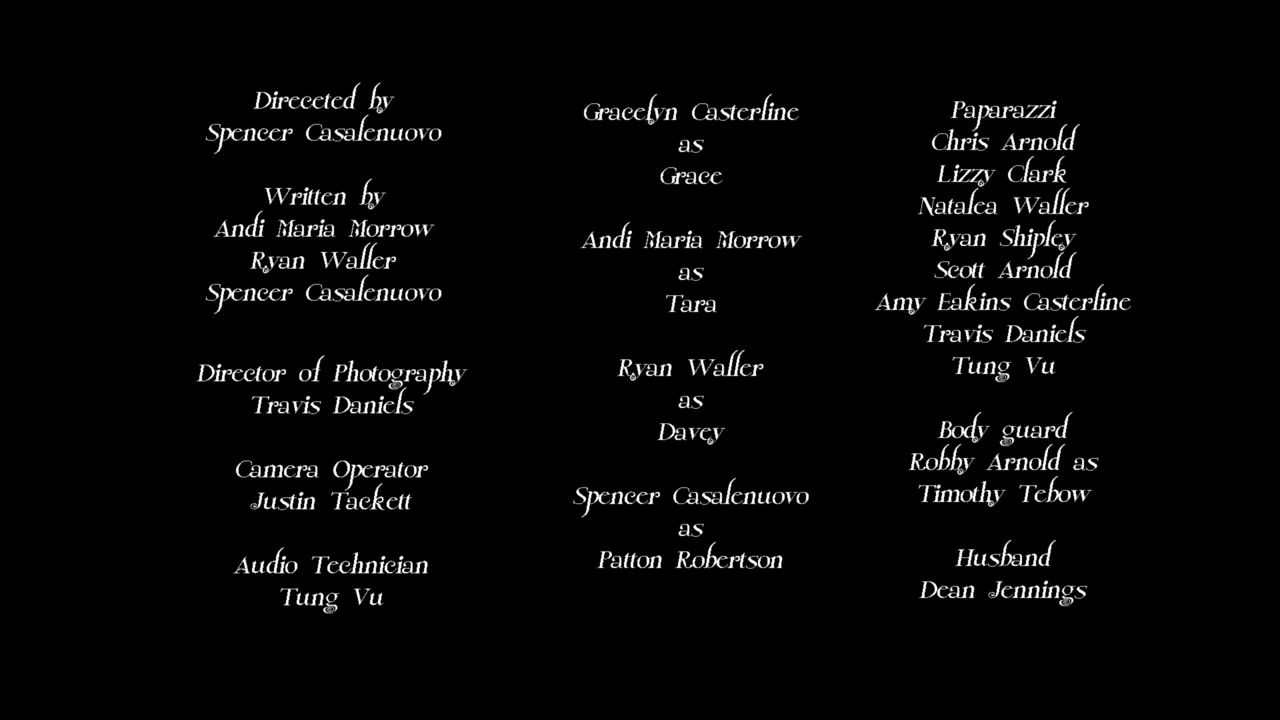 Direceted by
Spencer Casalenuovo
Written by
Andi Maria Morrow
Ryan Waller
Spencer Casalenuovo
Director of Photography
Travis Daniels
Camera Operator
Justin Tackett
Audio Technician
Tung Vu
Gracelyn Casterline
as
Grace
Andi Maria Morrow
as
Tara
Ryan Waller
as
Davey
Spencer Casalenuovo
as
Patton Robertson
Paparazzi
Chris Arnold
Lizzy Clark
Natalea Waller
Ryan Shipley
Scott Arnold
Amy Eakins Casterline
Travis Daniels
Tung Vu
Body guard
Robby Arnold as
Timothy Tebow
Husband
Dean Jennings